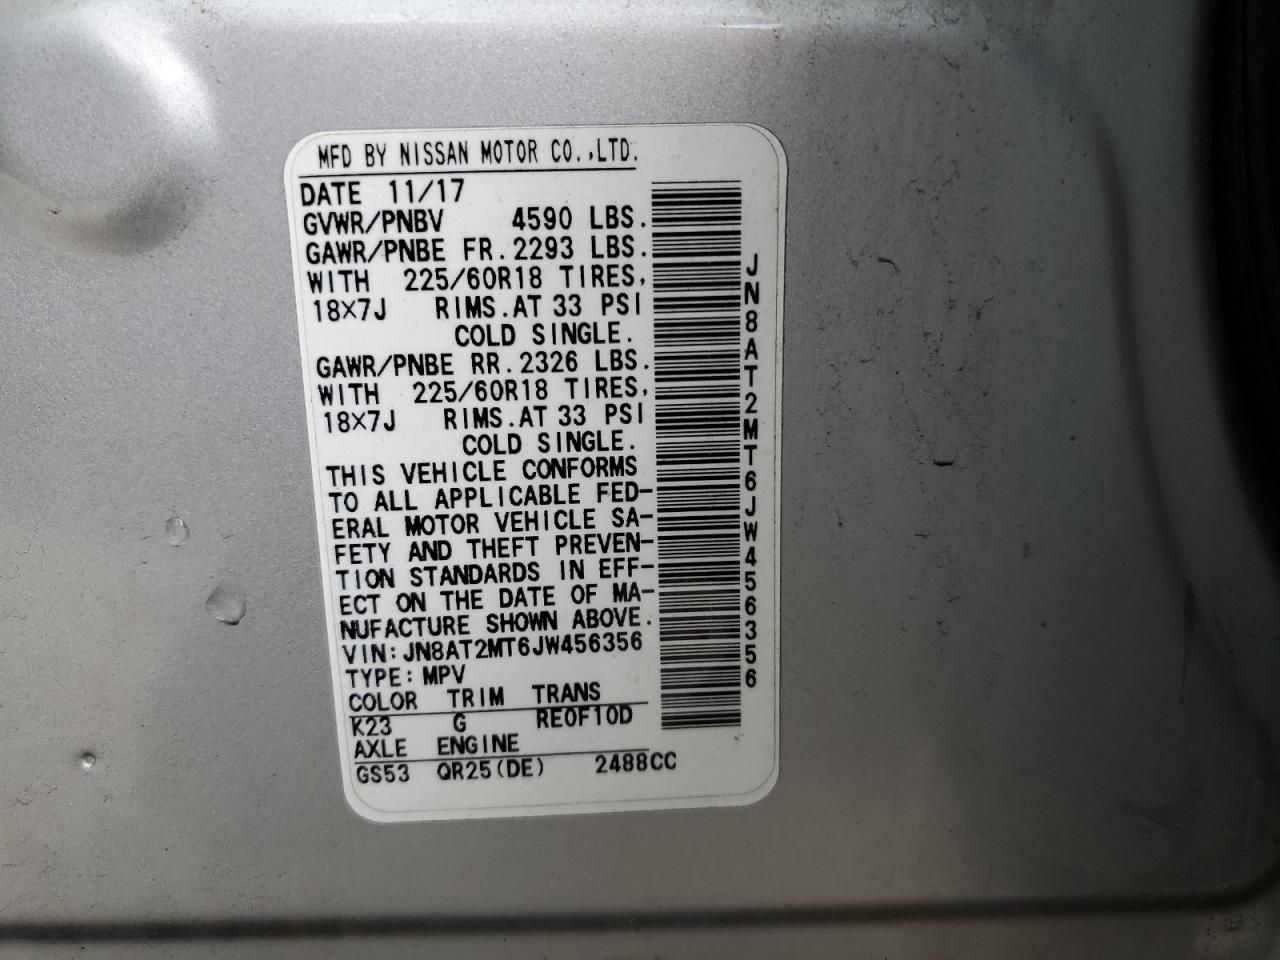 MFD BY NISSAN MOTOR CO.,LTD.
DATE 11/17
GVWR/PNBV 4590 LBS.
GAWR/PNBE FR. 2293 LBS.
WITH 225/60R18 TIRES,
18×7J RIMS. AT 33 PSI
COLD SINGLE.
GAWR/PNBE RR. 2326 LBS.
WITH 225/60R18 TIRES,
18×7J RIMS. AT 33 PSI
COLD SINGLE.
THIS VEHICLE CONFORMS
TO ALL APPLICABLE FED-
ERAL MOTOR VEHICLE SA-
FETY AND THEFT PREVEN-
TION STANDARDS IN EFF-
ECT ON THE DATE OF MA-
NUFACTURE SHOWN ABOVE.
VIN: JN8AT2MT6JW456356
TYPE: MPV
COLOR TRIM TRANS
K23 G RE0F10D
AXLE ENGINE
GS53 QR25(DE) 2488CC
JN8AT2MT6JW456356